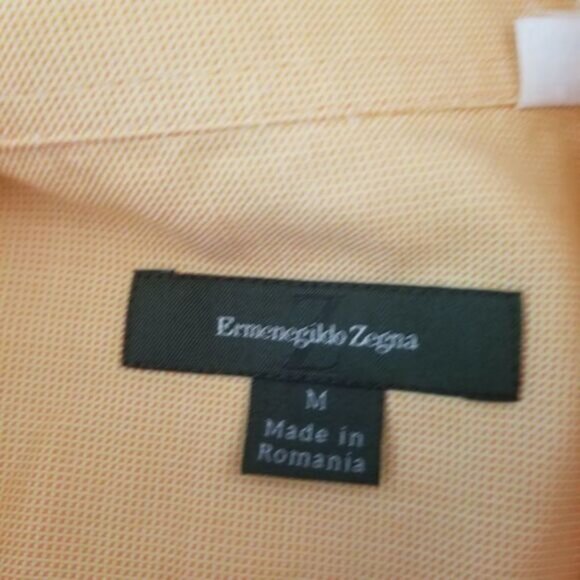 Ermenegildo Zegna
M
Made in
Romania